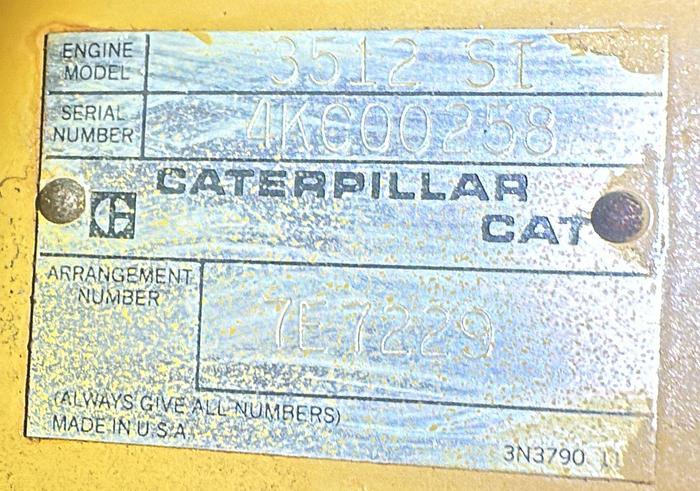 ENGINE
MODEL
3512 SI
SERIAL
NUMBER
4KC00258
CATERPILLAR
CAT
ARRANGEMENT
NUMBER
7E7229
(ALWAYS GIVE ALL NUMBERS)
MADE IN U.S.A.
3N3790